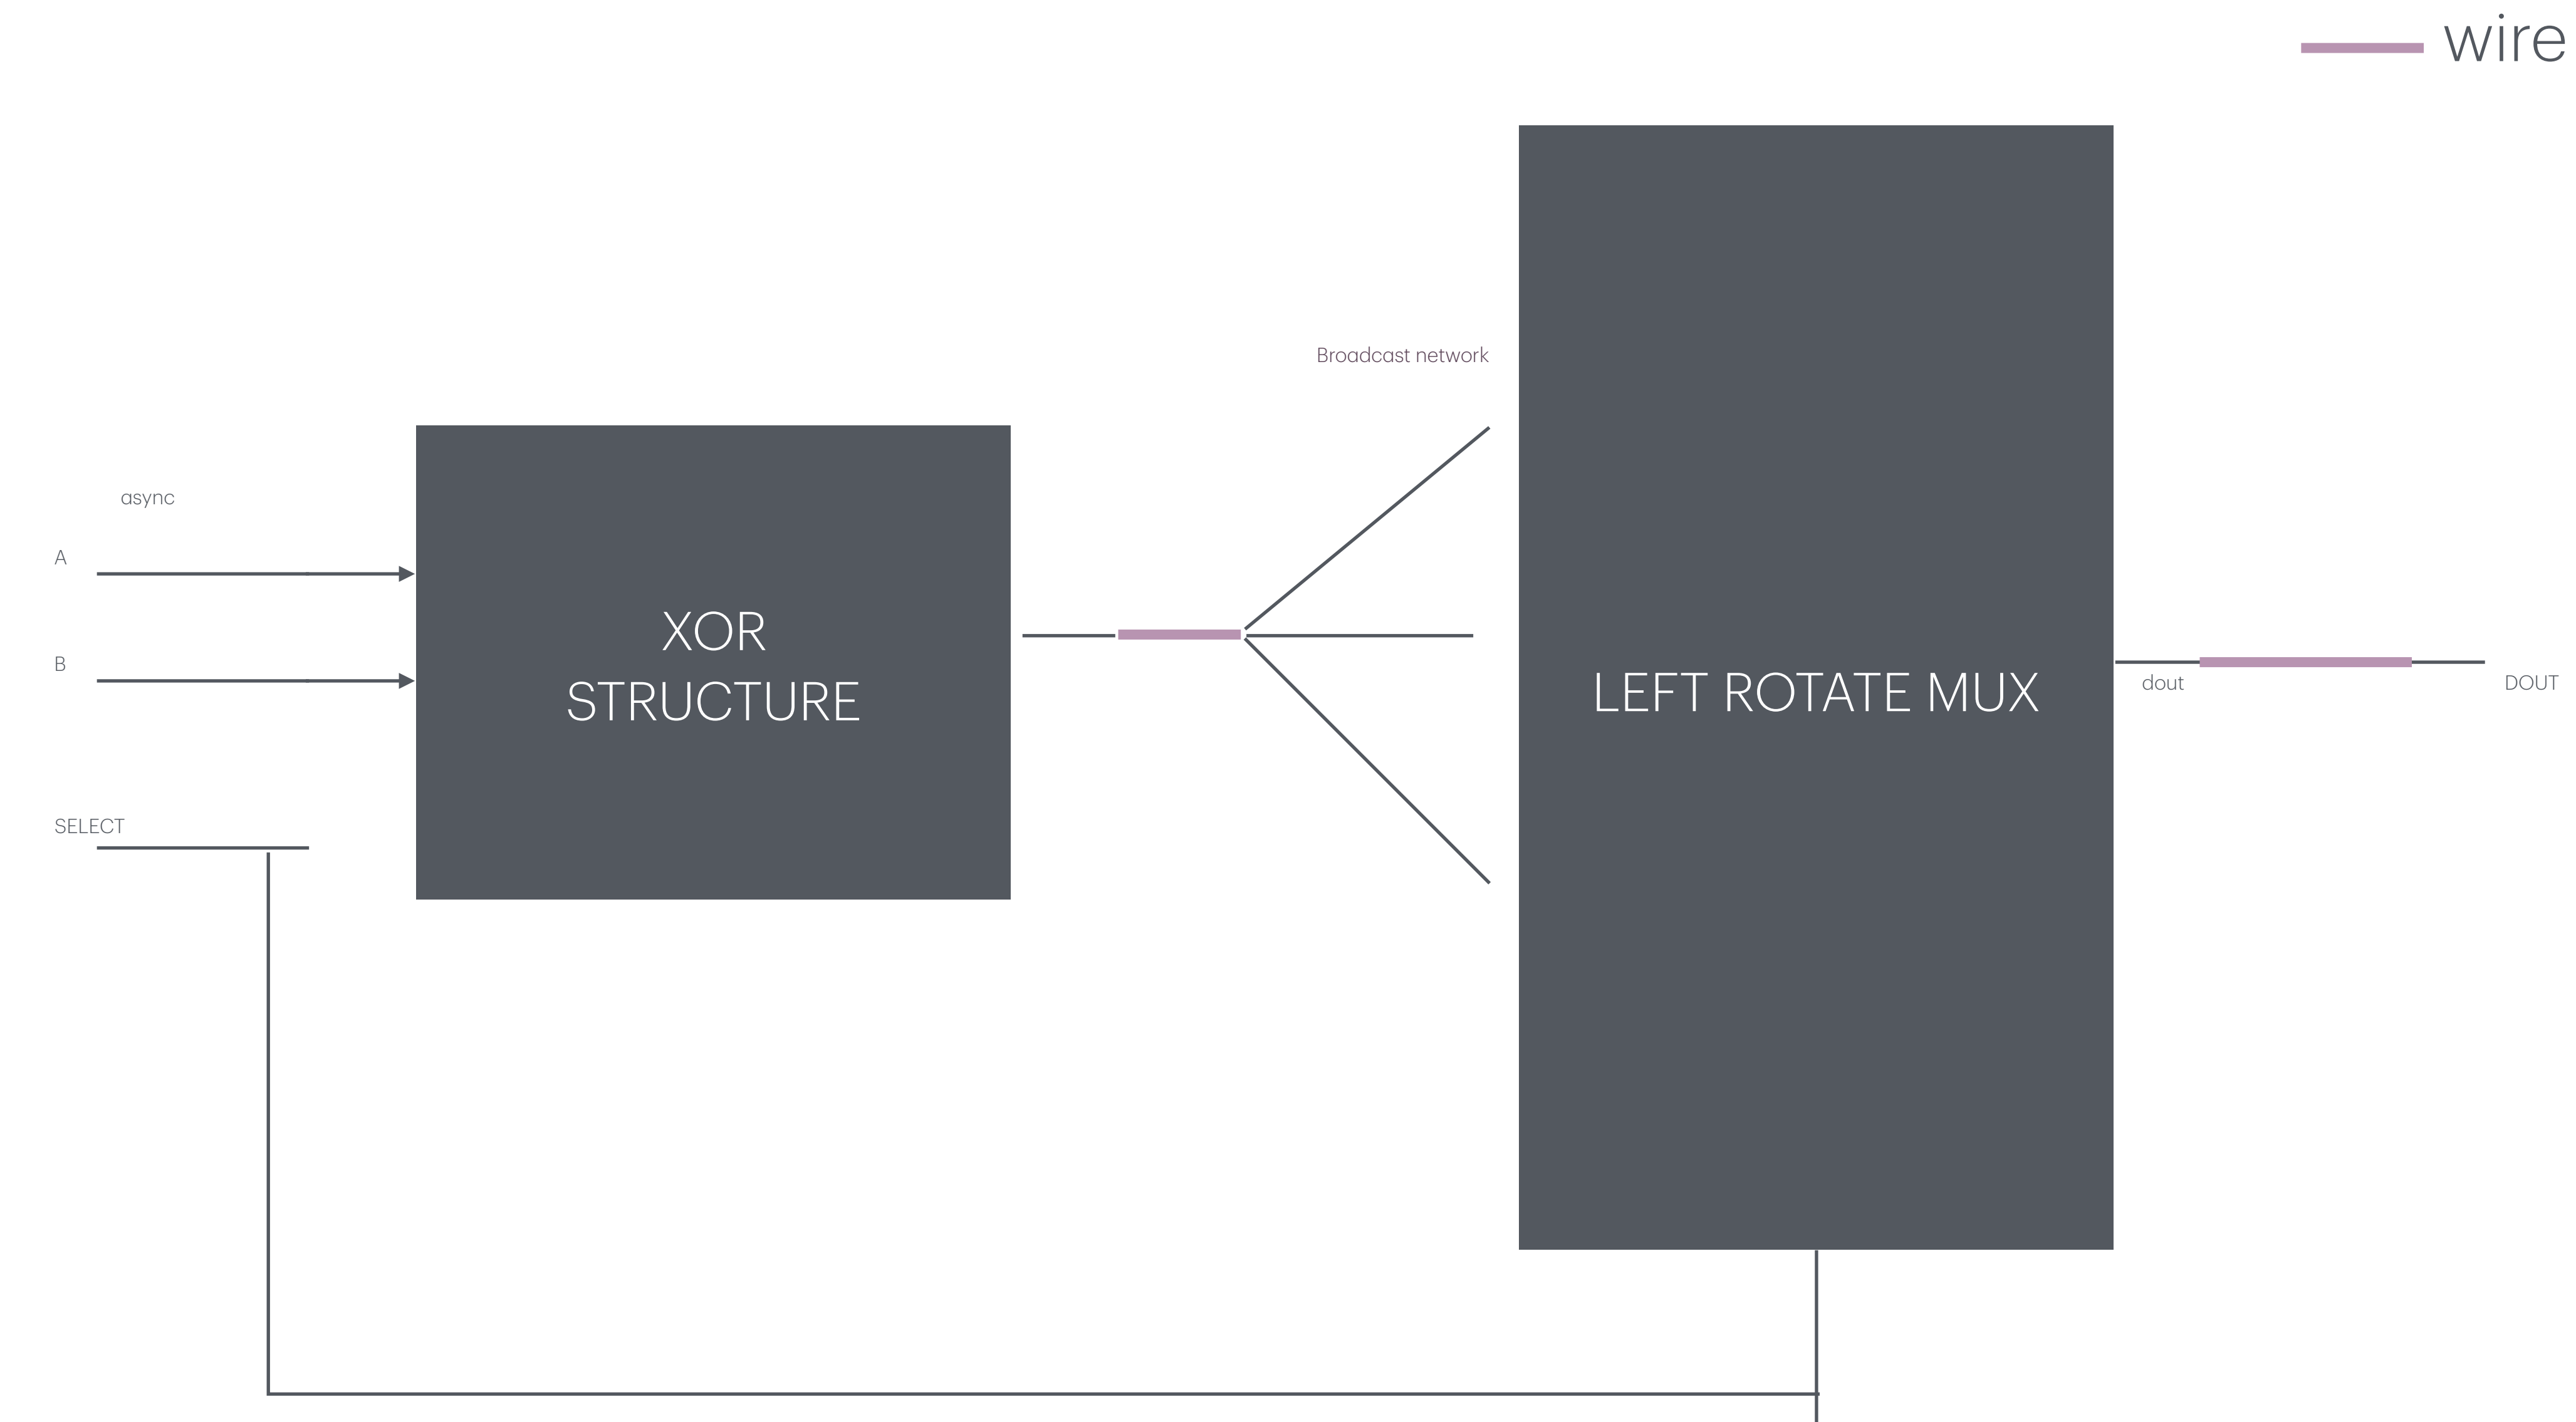 wire
Broadcast network
async
A
B
XOR
STRUCTURE
LEFT ROTATE MUX
dout
DOUT
SELECT